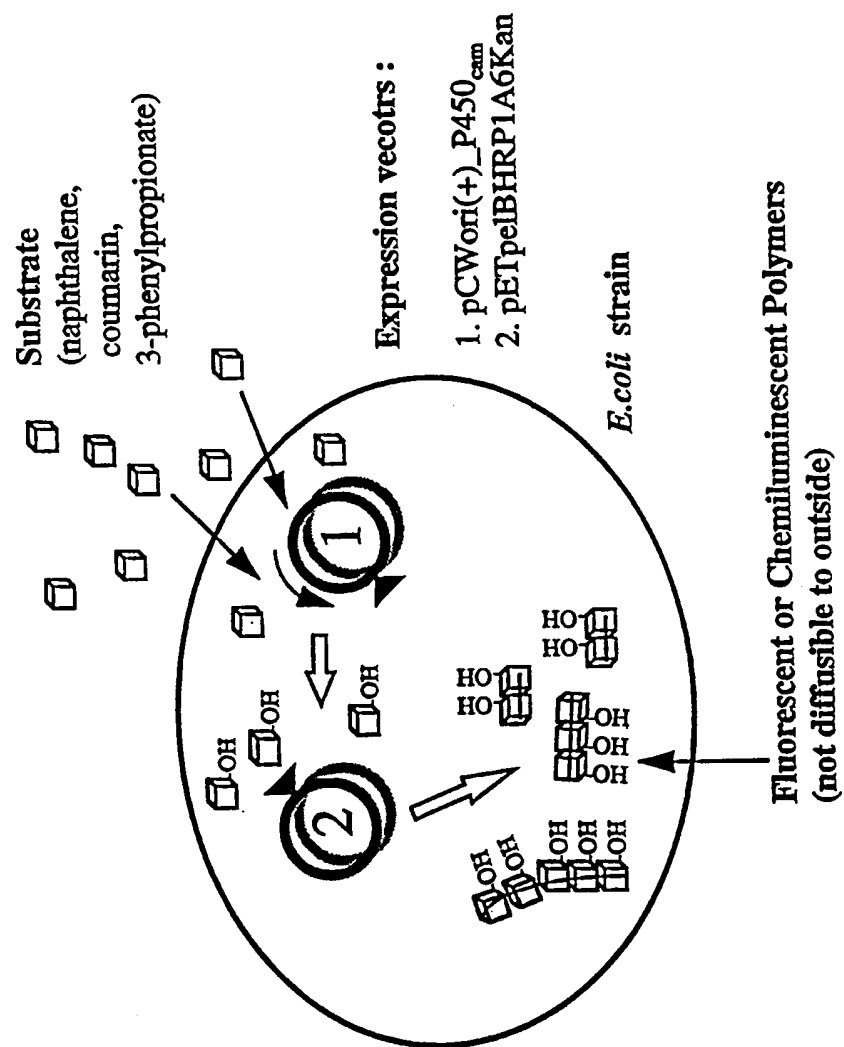 Substrate
(naphthalene,
coumarin,
3-phenylpropionate)
Expression vecotrs :
1. pCWori(+)_P450cam
2. pETpelBHRP1A6Kan
E.coli strain
1
2
OH
OH
OH
HO
HO
HO
HO
OH
OH
OH
OH
OH
OH
OH
OH
Fluorescent or Chemiluminescent Polymers
(not diffusible to outside)